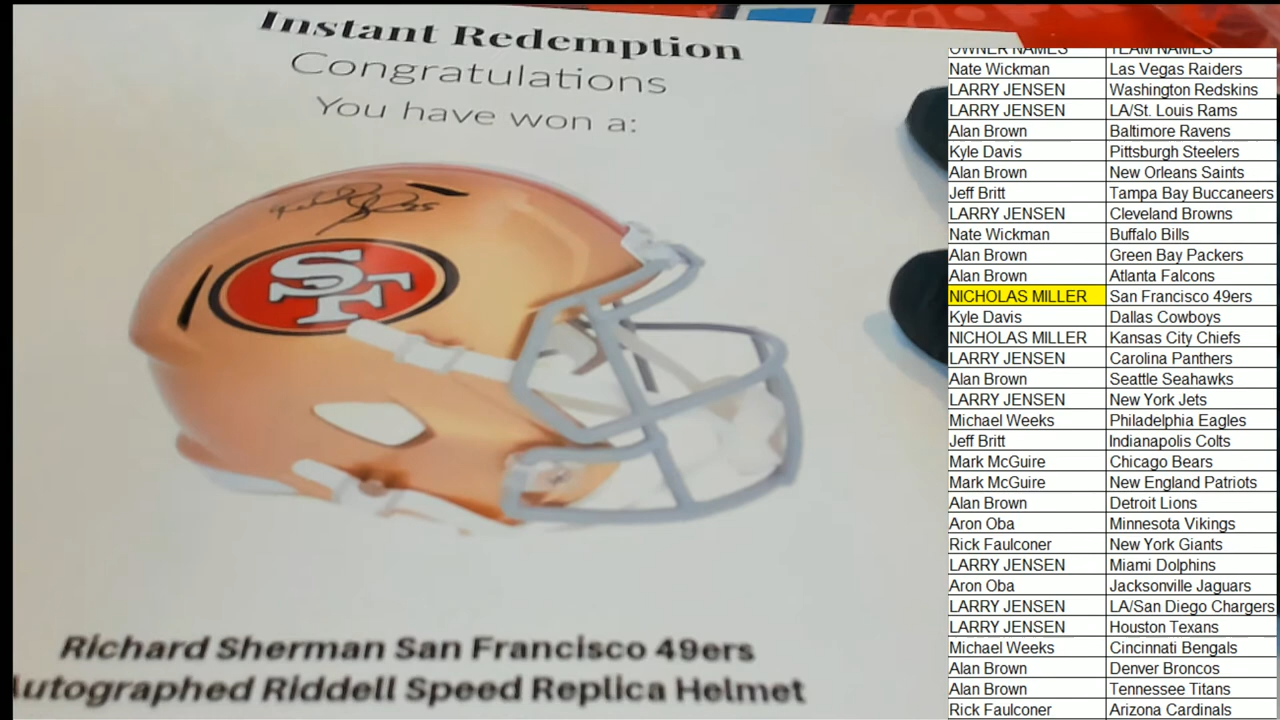 Instant Redemption
Congratulations
You have won a:
SF
Richard Sherman San Francisco 49ers
Autographed Riddell Speed Replica Helmet
OWNER NAMES TEAM NAMES
Nate Wickman Las Vegas Raiders
LARRY JENSEN Washington Redskins
LARRY JENSEN LA/St. Louis Rams
Alan Brown Baltimore Ravens
Kyle Davis Pittsburgh Steelers
Alan Brown New Orleans Saints
Jeff Britt Tampa Bay Buccaneers
LARRY JENSEN Cleveland Browns
Nate Wickman Buffalo Bills
Alan Brown Green Bay Packers
Alan Brown Atlanta Falcons
NICHOLAS MILLER San Francisco 49ers
Kyle Davis Dallas Cowboys
NICHOLAS MILLER Kansas City Chiefs
LARRY JENSEN Carolina Panthers
Alan Brown Seattle Seahawks
LARRY JENSEN New York Jets
Michael Weeks Philadelphia Eagles
Jeff Britt Indianapolis Colts
Mark McGuire Chicago Bears
Mark McGuire New England Patriots
Alan Brown Detroit Lions
Aron Oba Minnesota Vikings
Rick Faulconer New York Giants
LARRY JENSEN Miami Dolphins
Aron Oba Jacksonville Jaguars
LARRY JENSEN LA/San Diego Chargers
LARRY JENSEN Houston Texans
Michael Weeks Cincinnati Bengals
Alan Brown Denver Broncos
Alan Brown Tennessee Titans
Rick Faulconer Arizona Cardinals